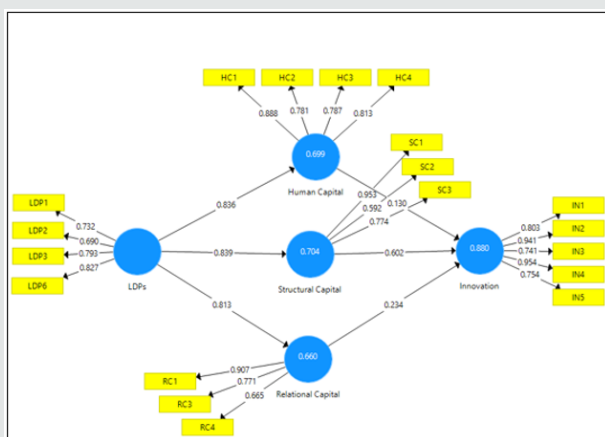 HC1 HC2 HC3 HC4
0.888 0.781 0.787 0.813
0.699
Human Capital
SC1
SC2
SC3
0.953
0.592
0.774
0.130
LDP1
LDP2
LDP3
LDP6
0.732
0.690
0.793
0.827
LDPs
0.836
0.839
0.813
0.704
Structural Capital
0.602
0.234
0.880
Innovation
0.803
0.941
0.741
0.954
0.754
IN1
IN2
IN3
IN4
IN5
0.660
Relational Capital
0.907
0.771
0.665
RC1
RC3
RC4